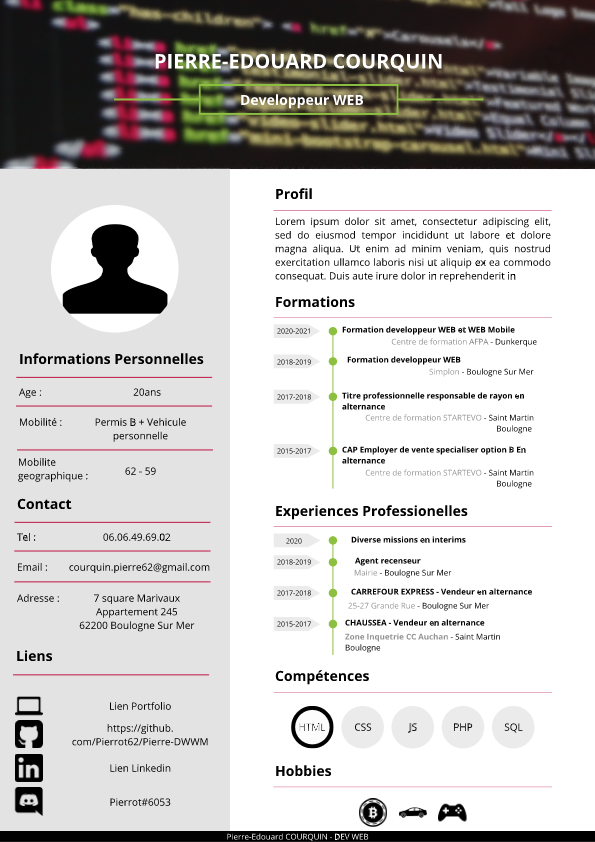 PIERRE-EDOUARD COURQUIN
Developpeur WEB
Informations Personnelles
Age :
20ans
Mobilité :
Permis B + Vehicule
personnelle
Mobilite
geographique :
62 - 59
Contact
Tel :
06.06.49.69.02
Email :
courquin.pierre62@gmail.com
Adresse :
7 square Marivaux
Appartement 245
62200 Boulogne Sur Mer
Liens
Lien Portfolio
https://github.
com/Pierrot62/Pierre-DWWM
Lien Linkedin
Pierrot#6053
Profil
Lorem ipsum dolor sit amet, consectetur adipiscing elit,
sed do eiusmod tempor incididunt ut labore et dolore
magna aliqua. Ut enim ad minim veniam, quis nostrud
exercitation ullamco laboris nisi ut aliquip ex ea commodo
consequat. Duis aute irure dolor in reprehenderit in
Formations
2020-2021
Formation developpeur WEB et WEB Mobile
Centre de formation AFPA - Dunkerque
2018-2019
Formation developpeur WEB
Simplon - Boulogne Sur Mer
2017-2018
Titre professionnelle responsable de rayon en
alternance
Centre de formation STARTEVO - Saint Martin
Boulogne
2015-2017
CAP Employer de vente specialiser option B En
alternance
Centre de formation STARTEVO - Saint Martin
Boulogne
Experiences Professionelles
2020
Diverse missions en interims
2018-2019
Agent recenseur
Mairie - Boulogne Sur Mer
2017-2018
CARREFOUR EXPRESS - Vendeur en alternance
25-27 Grande Rue - Boulogne Sur Mer
2015-2017
CHAUSSEA - Vendeur en alternance
Zone Inquetrie CC Auchan - Saint Martin
Boulogne
Compétences
HTML
CSS
JS
PHP
SQL
Hobbies
Pierre-Edouard COURQUIN - DEV WEB